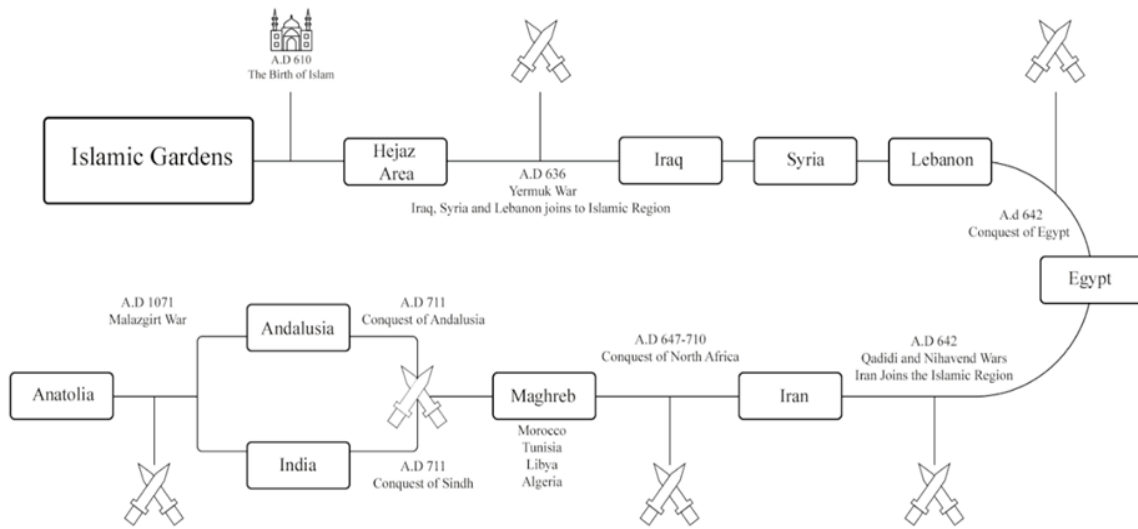 A.D 610
The Birth of Islam
Islamic Gardens
Hejaz
Area
A.D 636
Yermuk War
Iraq, Syria and Lebanon joins to Islamic Region
Iraq
Syria
Lebanon
A.d 642
Conquest of Egypt
Egypt
A.D 642
Qadidi and Nihavend Wars
Iran Joins the Islamic Region
Iran
A.D 647-710
Conquest of North Africa
Maghreb
Morocco
Tunisia
Libya
Algeria
A.D 711
Conquest of Andalusia
Andalusia
A.D 711
Conquest of Sindh
India
A.D 1071
Malazgirt War
Anatolia